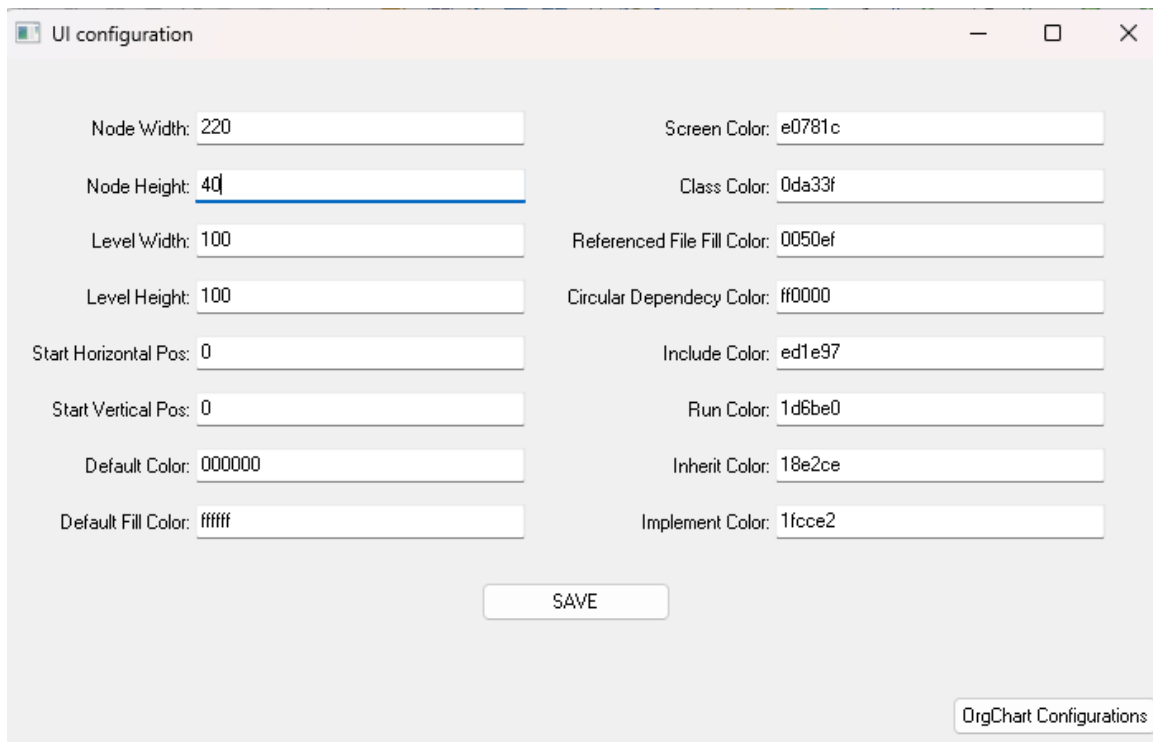 UI configuration
Node Width: 220
Screen Color: e0781c
Node Height: 40
Class Color: 0da33f
Level Width: 100
Referenced File Fill Color: 0050ef
Level Height: 100
Circular Dependecy Color: ff0000
Start Horizontal Pos: 0
Include Color: ed1e97
Start Vertical Pos: 0
Run Color: 1d6be0
Default Color: 000000
Inherit Color: 18e2ce
Default Fill Color: ffffff
Implement Color: 1fcce2
SAVE
OrgChart Configurations